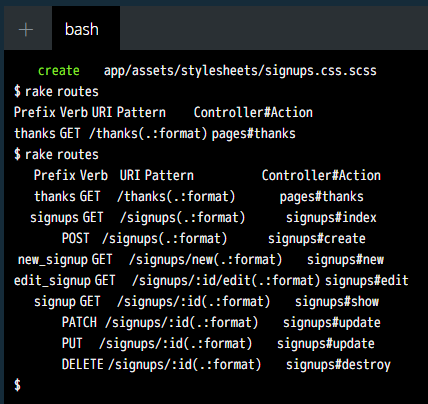 + bash
create app/assets/stylesheets/signups.css.scss
$ rake routes
Prefix Verb URI Pattern Controller#Action
thanks GET /thanks(.:format) pages#thanks
$ rake routes
Prefix Verb URI Pattern Controller#Action
thanks GET /thanks(.:format) pages#thanks
signups GET /signups(.:format) signups#index
POST /signups(.:format) signups#create
new_signup GET /signups/new(.:format) signups#new
edit_signup GET /signups/:id/edit(.:format) signups#edit
signup GET /signups/:id(.:format) signups#show
PATCH /signups/:id(.:format) signups#update
PUT /signups/:id(.:format) signups#update
DELETE /signups/:id(.:format) signups#destroy
$